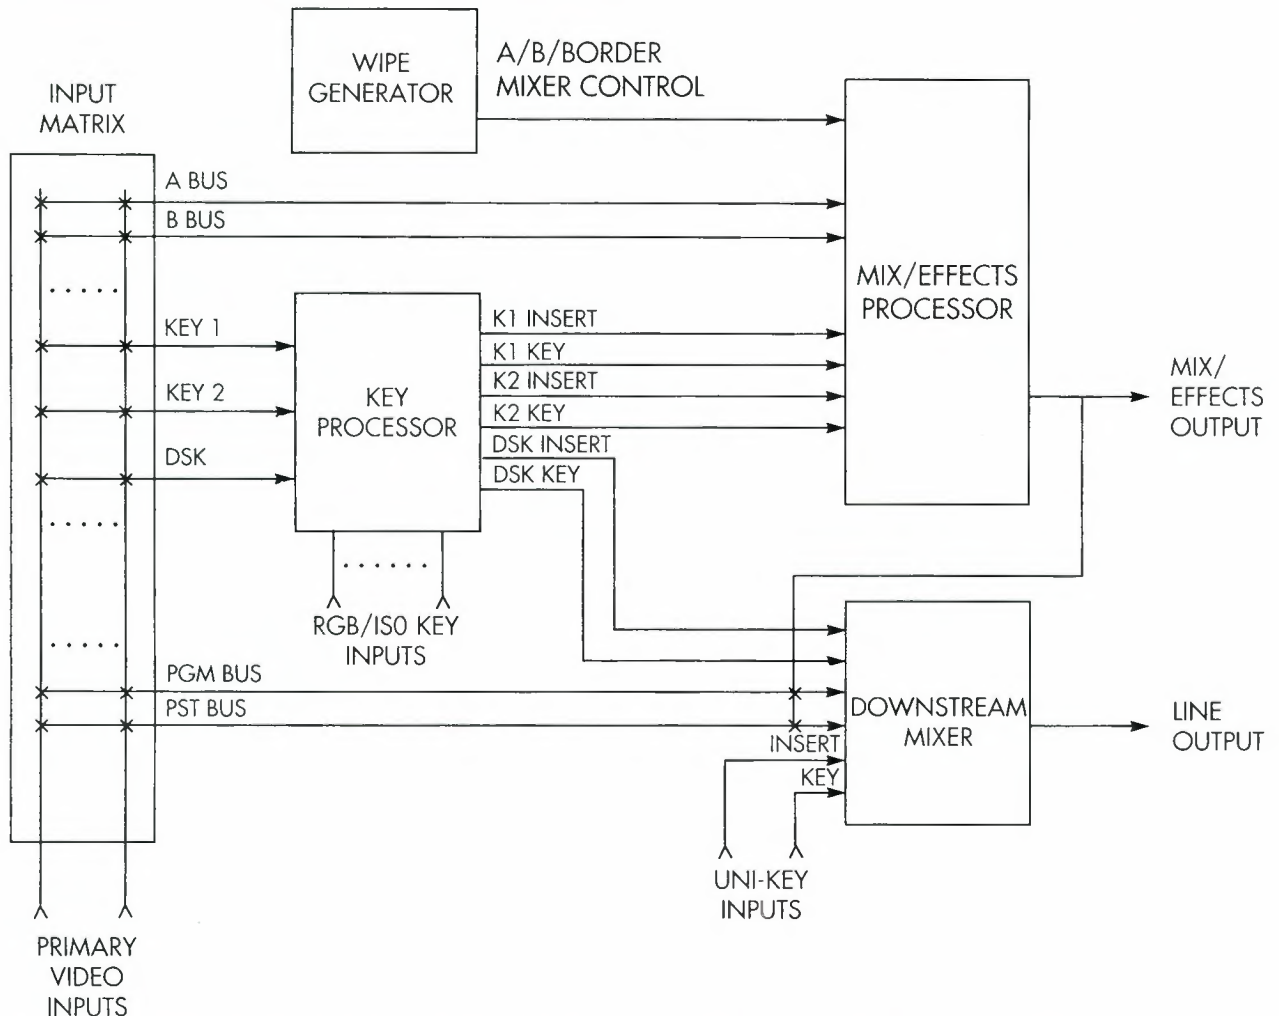 WIPE
GENERATOR
A/B/BORDER
MIXER CONTROL
INPUT
MATRIX
A BUS
B BUS
MIX/EFFECTS
PROCESSOR
KEY 1
KEY 2
DSK
KEY
PROCESSOR
K1 INSERT
K1 KEY
K2 INSERT
K2 KEY
DSK INSERT
DSK KEY
MIX/
EFFECTS
OUTPUT
RGB/ISO KEY
INPUTS
PGM BUS
PST BUS
INSERT
KEY
DOWNSTREAM
MIXER
LINE
OUTPUT
UNI-KEY
INPUTS
PRIMARY
VIDEO
INPUTS